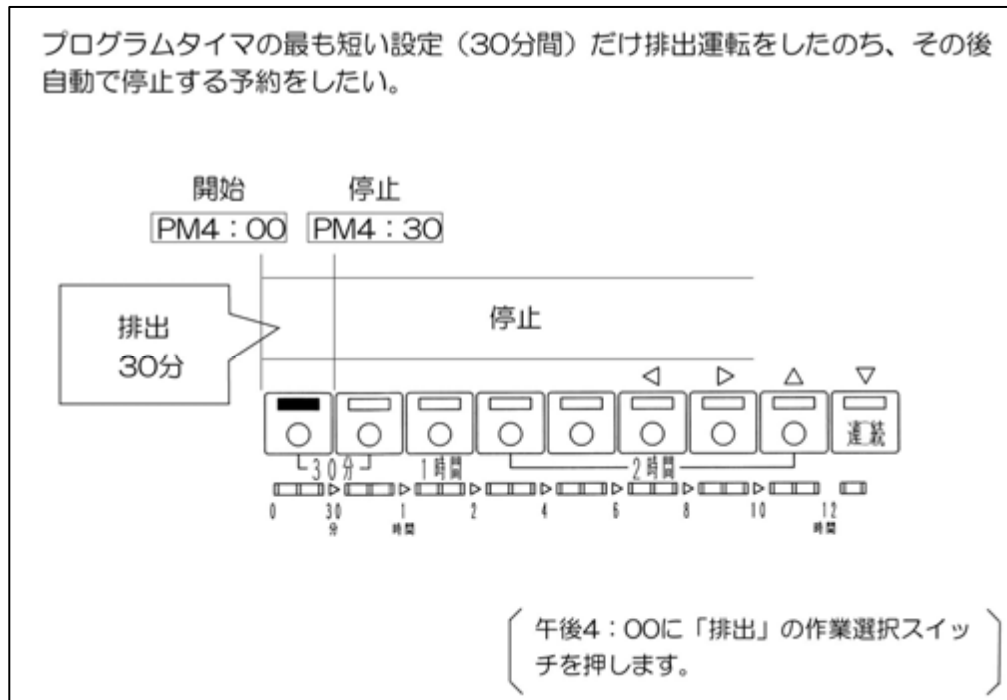 プログラムタイマの最も短い設定（30分間）だけ排出運転をしたのち、その後
自動で停止する予約をしたい。
開始 停止
PM4：00 PM4：30
排出
30分
停止
◁ ▷ △ ▽
連続
30分 1時間 2時間
0 30分 1時間 2 4 6 8 10 12時間
午後4：00に「排出」の作業選択スイッ
チを押します。